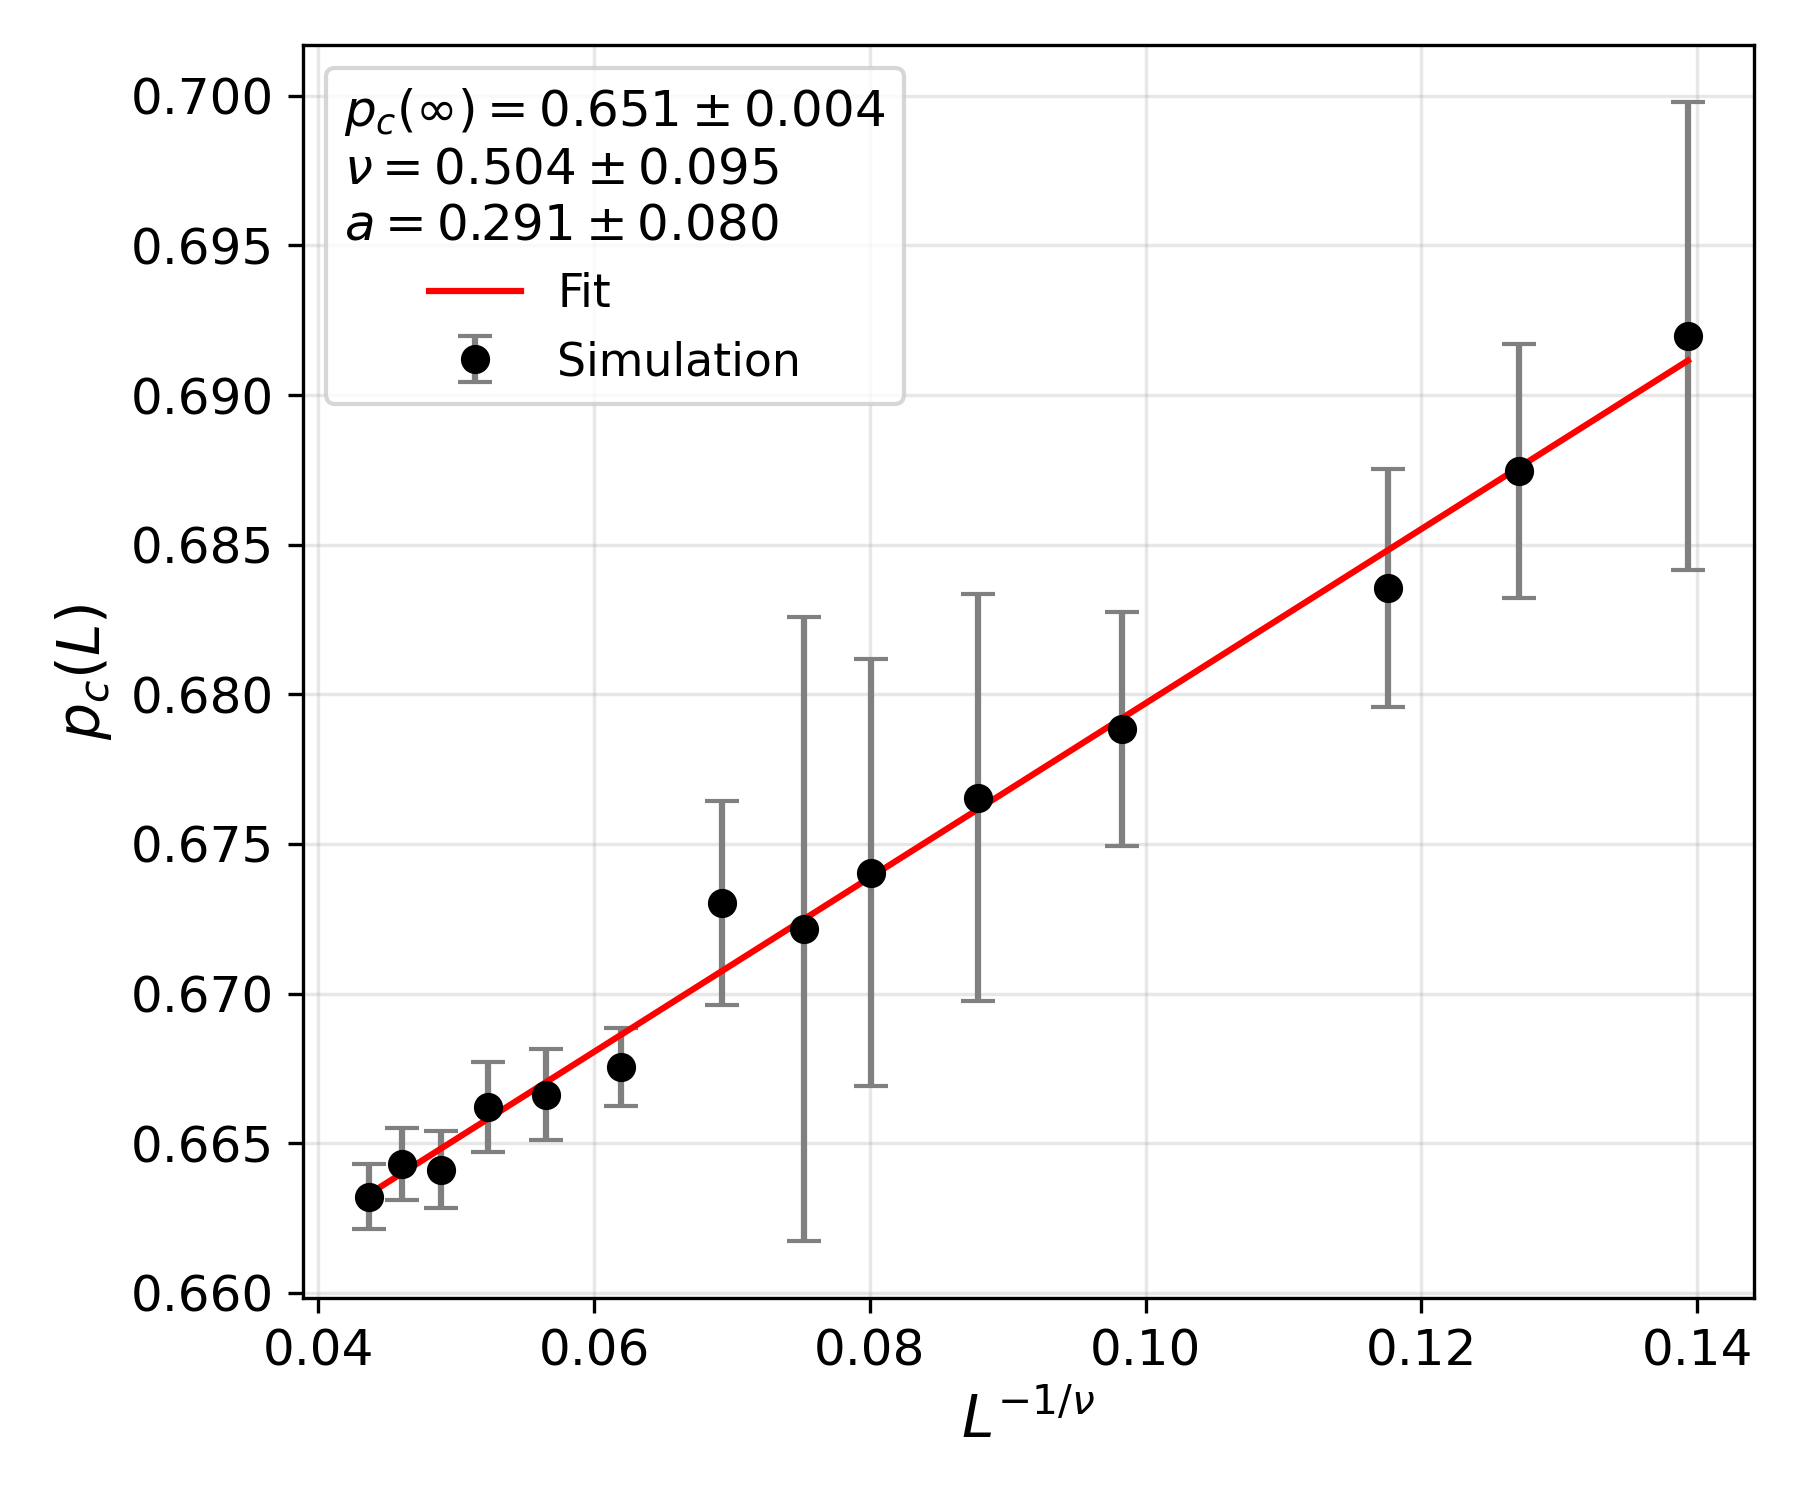 p_c(∞) = 0.651 ± 0.004
ν = 0.504 ± 0.095
a = 0.291 ± 0.080
Fit
Simulation
p_c(L)
0.700
0.695
0.690
0.685
0.680
0.675
0.670
0.665
0.660
0.04 0.06 0.08 0.10 0.12 0.14
L^{-1/ν}